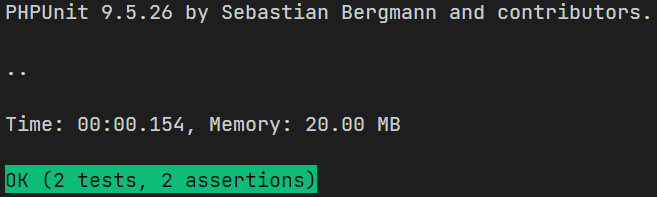 PHPUnit 9.5.26 by Sebastian Bergmann and contributors.
..
Time: 00:00.154, Memory: 20.00 MB
OK (2 tests, 2 assertions)